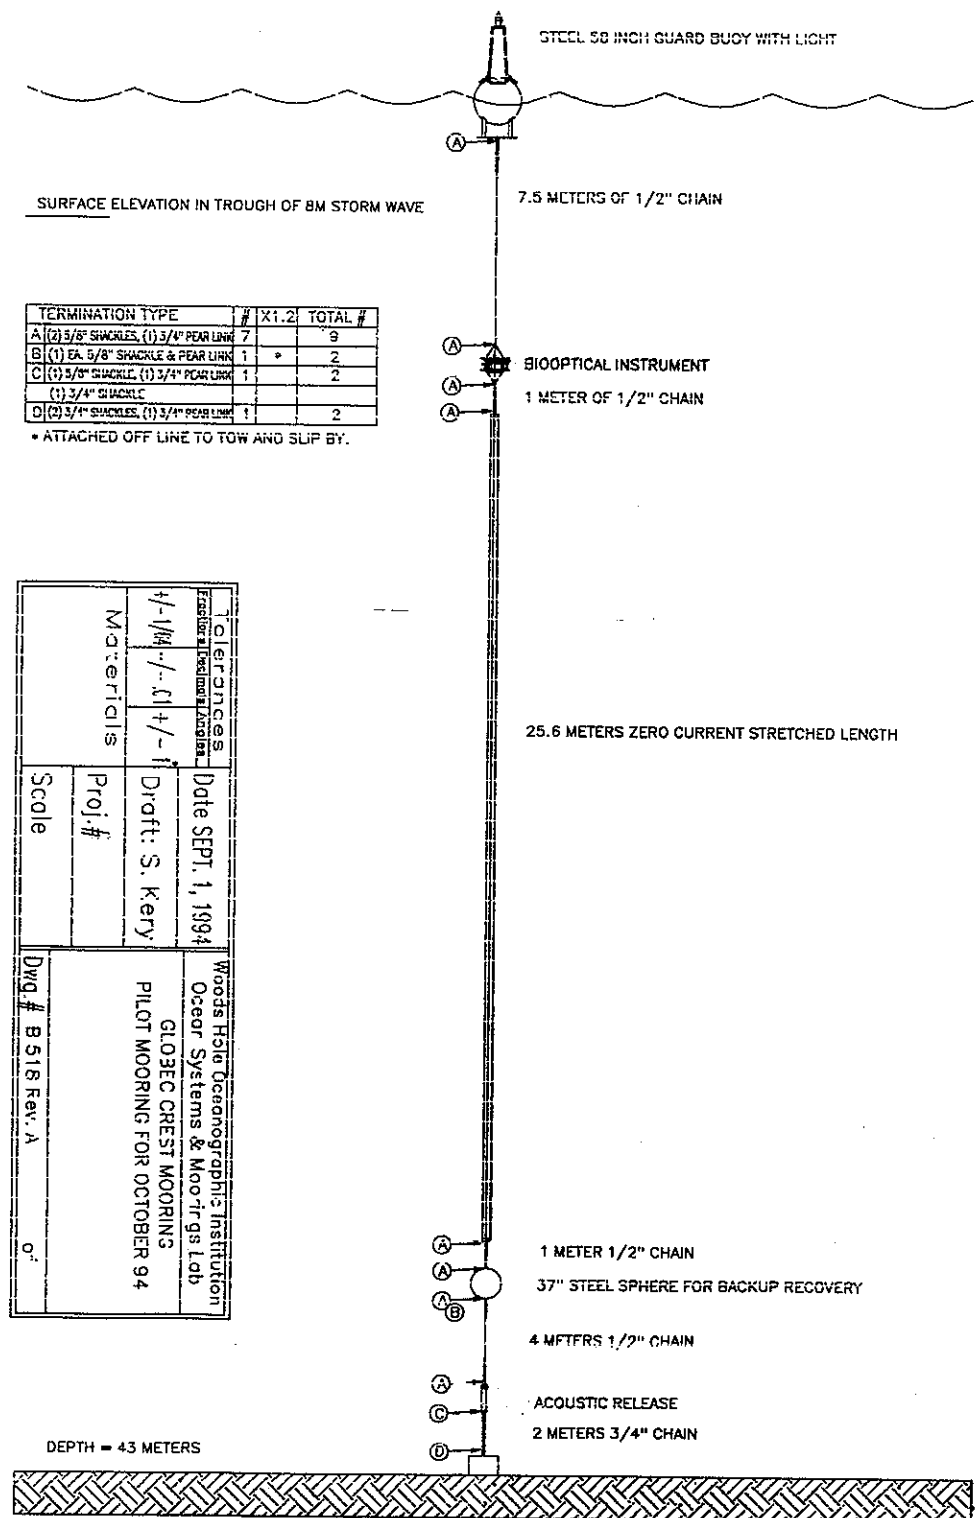 STEEL 58 INCH GUARD BUOY WITH LIGHT
A
7.5 METERS OF 1/2" CHAIN
SURFACE ELEVATION IN TROUGH OF 8M STORM WAVE
TERMINATION TYPE # X1.2 TOTAL #
A (2) 5/8" SHACKLES, (1) 3/4" PEAR LINK 7 9
B (1) EA. 5/8" SHACKLE & PEAR LINK 1 * 2
C (1) 5/8" SHACKLE, (1) 3/4" PEAR LINK 1 2
(1) 3/4" SHACKLE
D (2) 3/4" SHACKLES, (1) 3/4" PEAR LINK 1 2
* ATTACHED OFF LINE TO TOW AND SLIP BY.
A
BIOOPTICAL INSTRUMENT
A
1 METER OF 1/2" CHAIN
A
25.6 METERS ZERO CURRENT STRETCHED LENGTH
Tolerances
Fractions Decimals Angles
+/-1/64 +/-.01 +/-1°
Materials
Date SEPT. 1, 1994
Draft: S. Kery
Proj.#
Scale
Woods Hole Oceanographic Institution
Ocear Systems & Moorings Lab
GLOBEC CREST MOORING
PILOT MOORING FOR OCTOBER 94
Dwg.# B 518 Rev. A
A
1 METER 1/2" CHAIN
A
37" STEEL SPHERE FOR BACKUP RECOVERY
A
B
4 METERS 1/2" CHAIN
A
ACOUSTIC RELEASE
C
2 METERS 3/4" CHAIN
D
DEPTH = 43 METERS